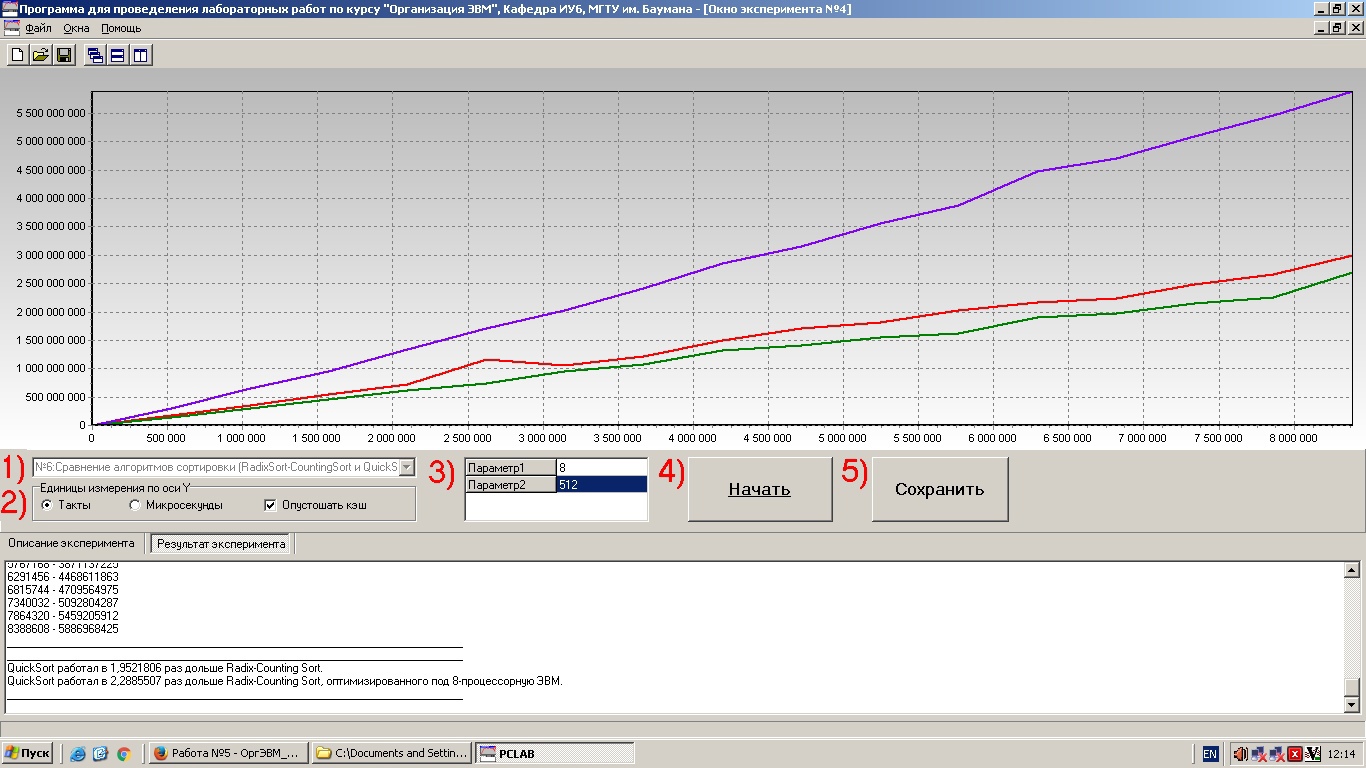 Программа для проведения лабораторных работ по курсу "Организация ЭВМ", Кафедра ИУ6, МГТУ им. Баумана - [Окно эксперимента №4]
Файл Окна Помощь
5 500 000 000
5 000 000 000
4 500 000 000
4 000 000 000
3 500 000 000
3 000 000 000
2 500 000 000
2 000 000 000
1 500 000 000
1 000 000 000
500 000 000
0
0 500 000 1 000 000 1 500 000 2 000 000 2 500 000 3 000 000 3 500 000 4 000 000 4 500 000 5 000 000 5 500 000 6 000 000 6 500 000 7 000 000 7 500 000 8 000 000
1) №6:Сравнение алгоритмов сортировки (RadixSort-CountingSort и QuickS
2) Единицы измерения по оси Y
Такты Микросекунды Опустошать кэш
3) Параметр1 8
Параметр2 512
4) Начать
5) Сохранить
Описание эксперимента Результат эксперимента
5767168 - 3871137225
6291456 - 4468611863
6815744 - 4709564975
7340032 - 5092804287
7864320 - 5459205912
8388608 - 5886968425
QuickSort работал в 1,9521806 раз дольше Radix-Counting Sort.
QuickSort работал в 2,2885507 раз дольше Radix-Counting Sort, оптимизированного под 8-процессорную ЭВМ.
Пуск Работа №5 - ОргЭВМ_... C:\Documents and Settin... PCLAB EN 12:14